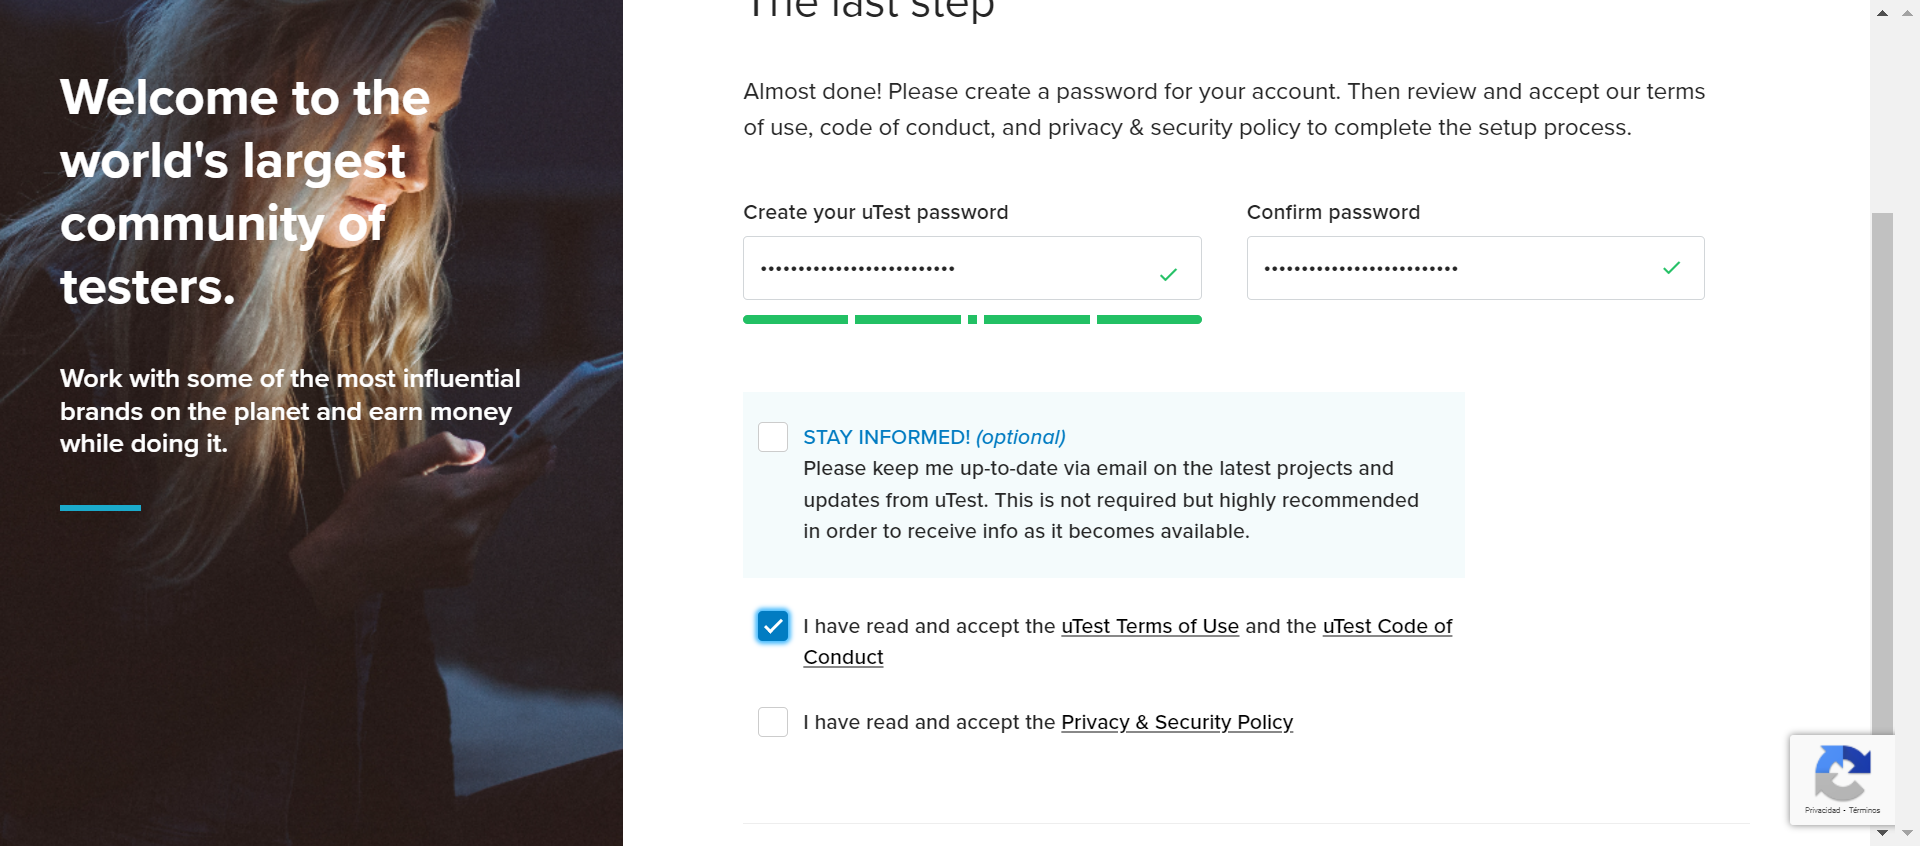 Welcome to the
world's largest
community of
testers.
Work with some of the most influential
brands on the planet and earn money
while doing it.
The last step
Almost done! Please create a password for your account. Then review and accept our terms
of use, code of conduct, and privacy & security policy to complete the setup process.
Create your uTest password
Confirm password
STAY INFORMED! (optional)
Please keep me up-to-date via email on the latest projects and
updates from uTest. This is not required but highly recommended
in order to receive info as it becomes available.
I have read and accept the uTest Terms of Use and the uTest Code of
Conduct
I have read and accept the Privacy & Security Policy
Privacidad - Términos